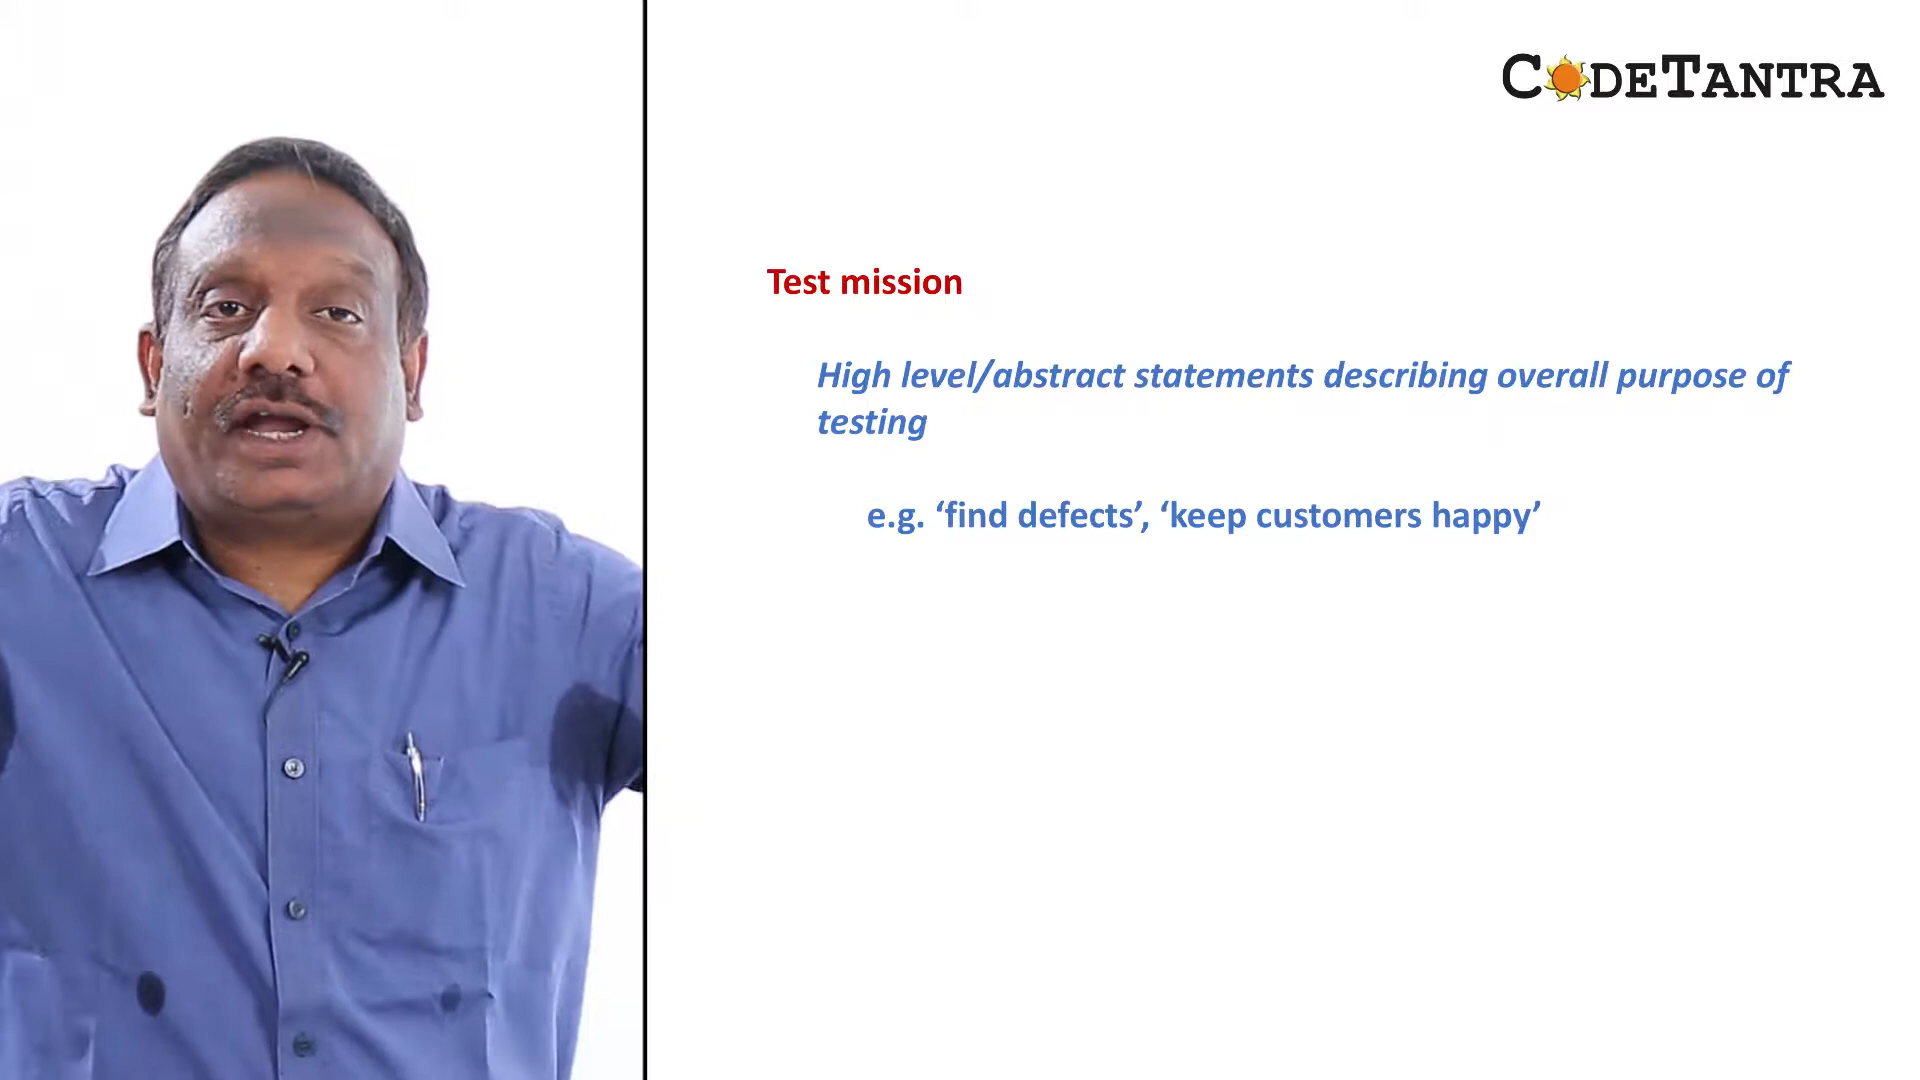 CODETANTRA
Test mission
High level/abstract statements describing overall purpose of
testing
e.g. ‘find defects’, ‘keep customers happy’